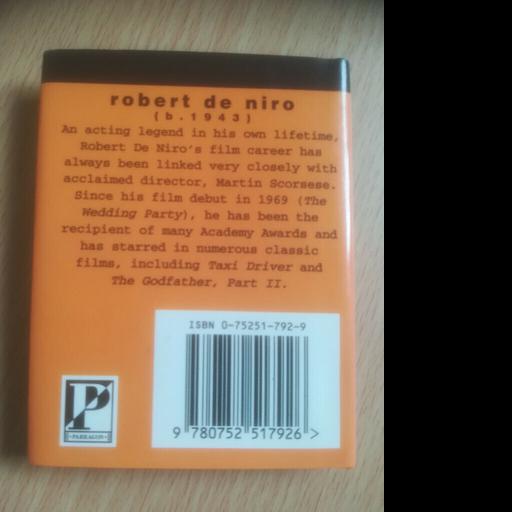 robert de niro
(b. 1943)
An acting legend in his own lifetime,
Robert De Niro's film career has
always been linked very closely with
acclaimed director, Martin Scorsese.
Since his film debut in 1969 (The
Wedding Party), he has been the
recipient of many Academy Awards and
has starred in numerous classic
films, including Taxi Driver and
The Godfather, Part II.
ISBN 0-75251-792-9
9 780752 517926 >
P
PARRAGON